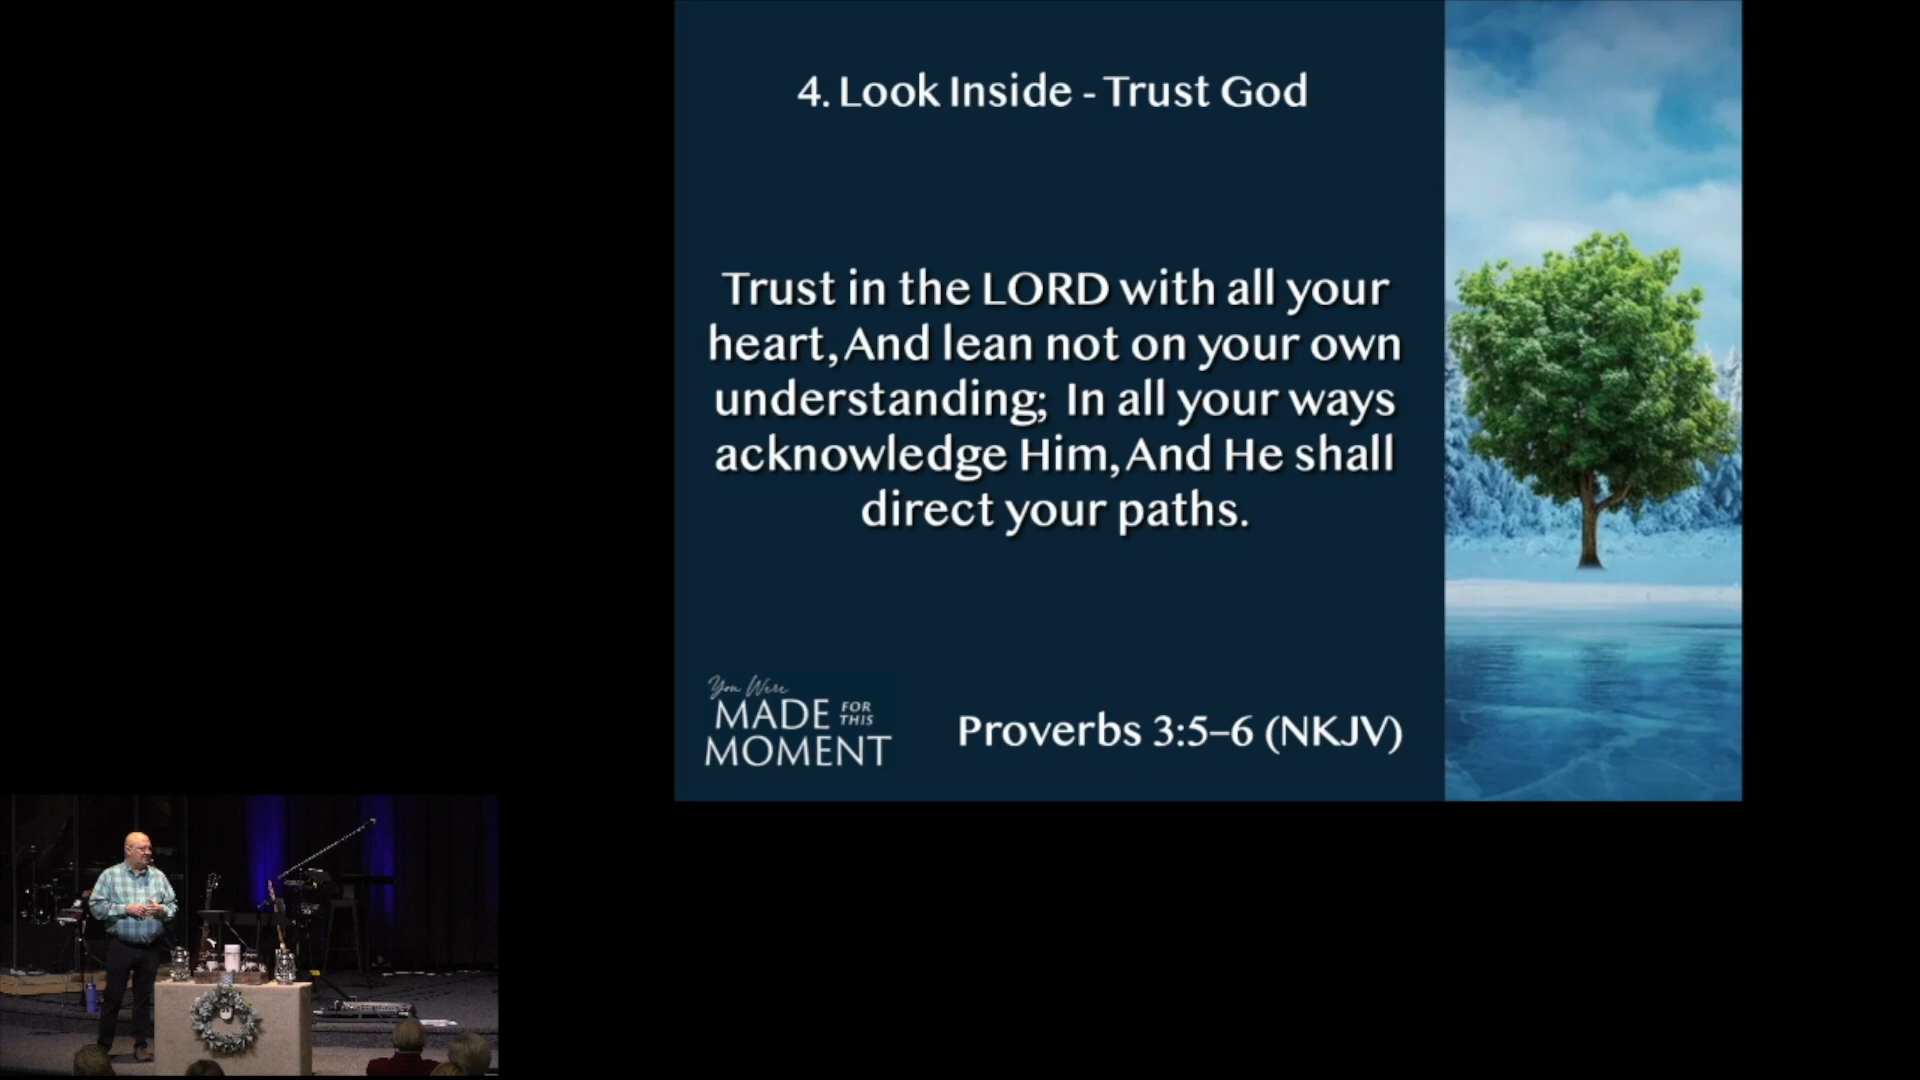 4. Look Inside - Trust God
Trust in the LORD with all your
heart, And lean not on your own
understanding; In all your ways
acknowledge Him, And He shall
direct your paths.
You Were
MADE FOR THIS
MOMENT
Proverbs 3:5–6 (NKJV)